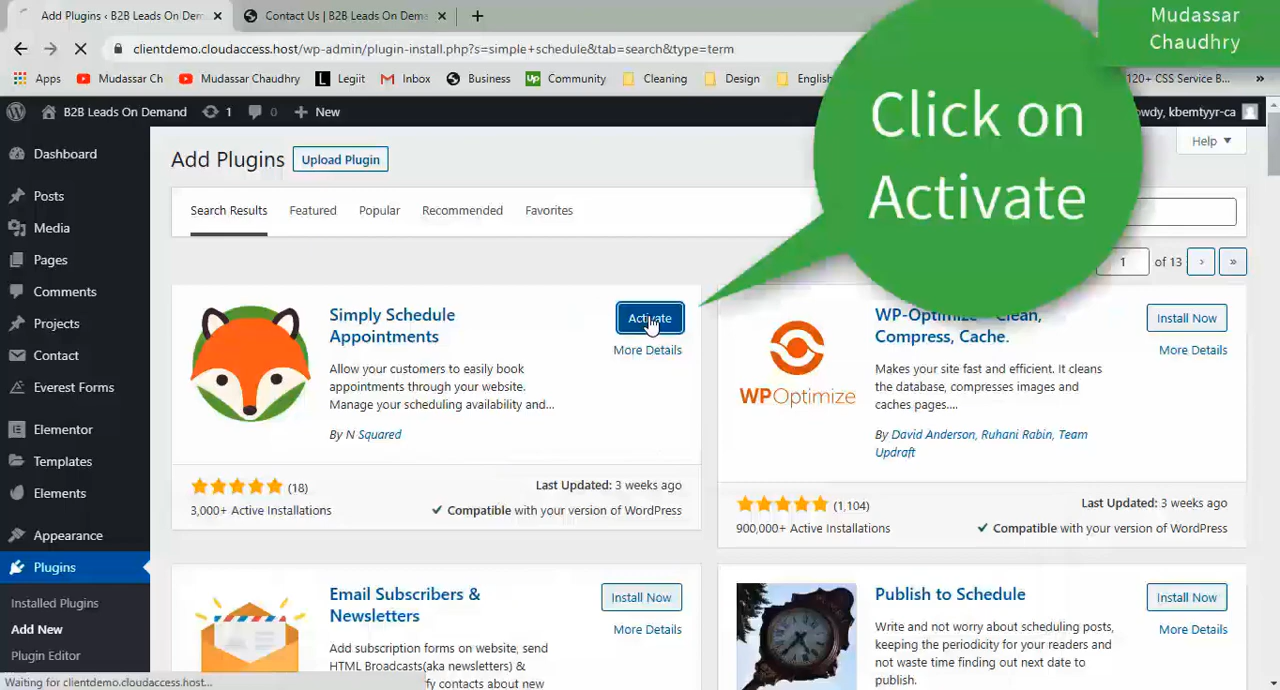 Add Plugins ‹ B2B Leads On Dem
Contact Us | B2B Leads On Dem
Mudassar
Chaudhry
clientdemo.cloudaccess.host/wp-admin/plugin-install.php?s=simple+schedule&tab=search&type=term
Apps
Mudassar Ch
Mudassar Chaudhry
Legiit
Inbox
Business
Community
Cleaning
Design
English
120+ CSS Service B...
»
B2B Leads On Demand
1
0
New
owdy, kbemtyyr-ca
Click on
Activate
Dashboard
Posts
Media
Pages
Comments
Projects
Contact
Everest Forms
Elementor
Templates
Elements
Appearance
Plugins
Installed Plugins
Add New
Plugin Editor
Add Plugins
Upload Plugin
Help
Search Results
Featured
Popular
Recommended
Favorites
1 of 13 › »
Simply Schedule
Appointments
Activate
More Details
Allow your customers to easily book
appointments through your website.
Manage your scheduling availability and...
By N Squared
(18)
3,000+ Active Installations
Last Updated: 3 weeks ago
Compatible with your version of WordPress
WP-Optimize – Clean,
Compress, Cache.
Install Now
More Details
WPOptimize
Makes your site fast and efficient. It cleans
the database, compresses images and
caches pages....
By David Anderson, Ruhani Rabin, Team
Updraft
(1,104)
900,000+ Active Installations
Last Updated: 3 weeks ago
Compatible with your version of WordPress
Email Subscribers &
Newsletters
Install Now
More Details
Add subscription forms on website, send
HTML Broadcasts(aka newsletters) &
fy contacts about new
Publish to Schedule
Install Now
More Details
Write and not worry about scheduling posts,
keeping the periodicity for your readers and
not waste time finding out next date to
publish.
Waiting for clientdemo.cloudaccess.host...